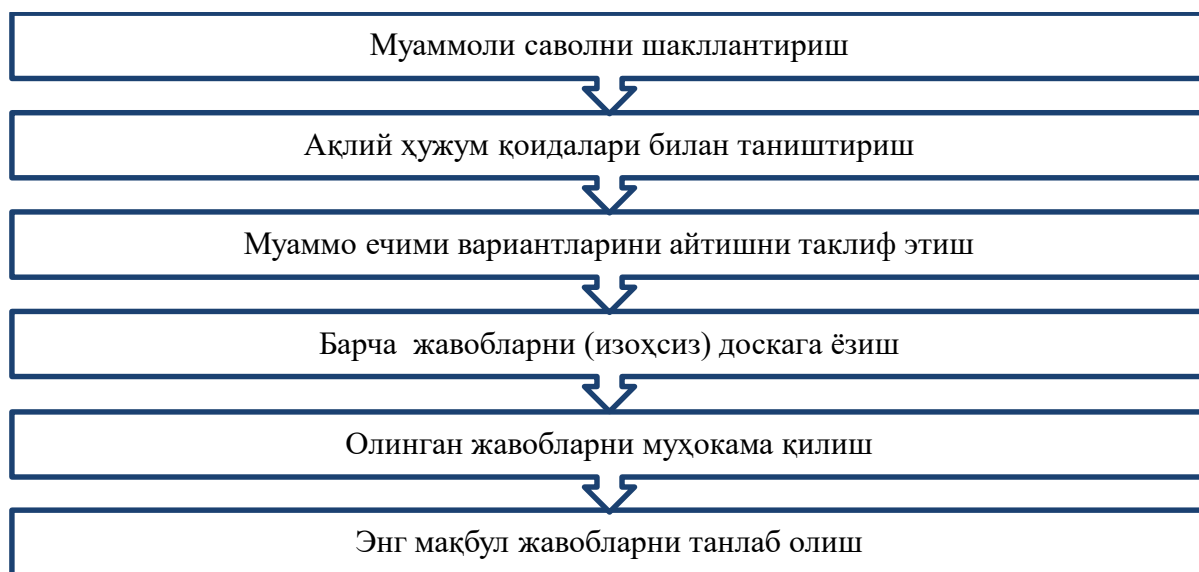 Муаммоли саволни шакллантириш
Ақлий ҳужум қоидалари билан таништириш
Муаммо ечими вариантларини айтишни таклиф этиш
Барча жавобларни (изоҳсиз) доскага ёзиш
Олинган жавобларни муҳокама қилиш
Энг мақбул жавобларни танлаб олиш